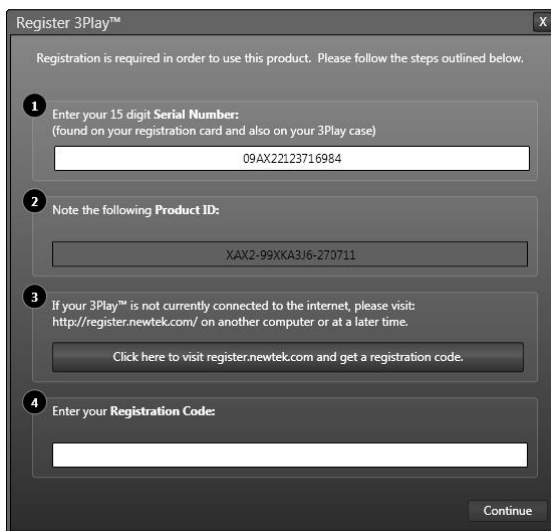 Register 3Play™
X
Registration is required in order to use this product. Please follow the steps outlined below.
1
Enter your 15 digit Serial Number:
(found on your registration card and also on your 3Play case)
09AX22123716984
2
Note the following Product ID:
XAX2-99XKA3J6-270711
3
If your 3Play™ is not currently connected to the internet, please visit:
http://register.newtek.com/ on another computer or at a later time.
Click here to visit register.newtek.com and get a registration code.
4
Enter your Registration Code:
Continue